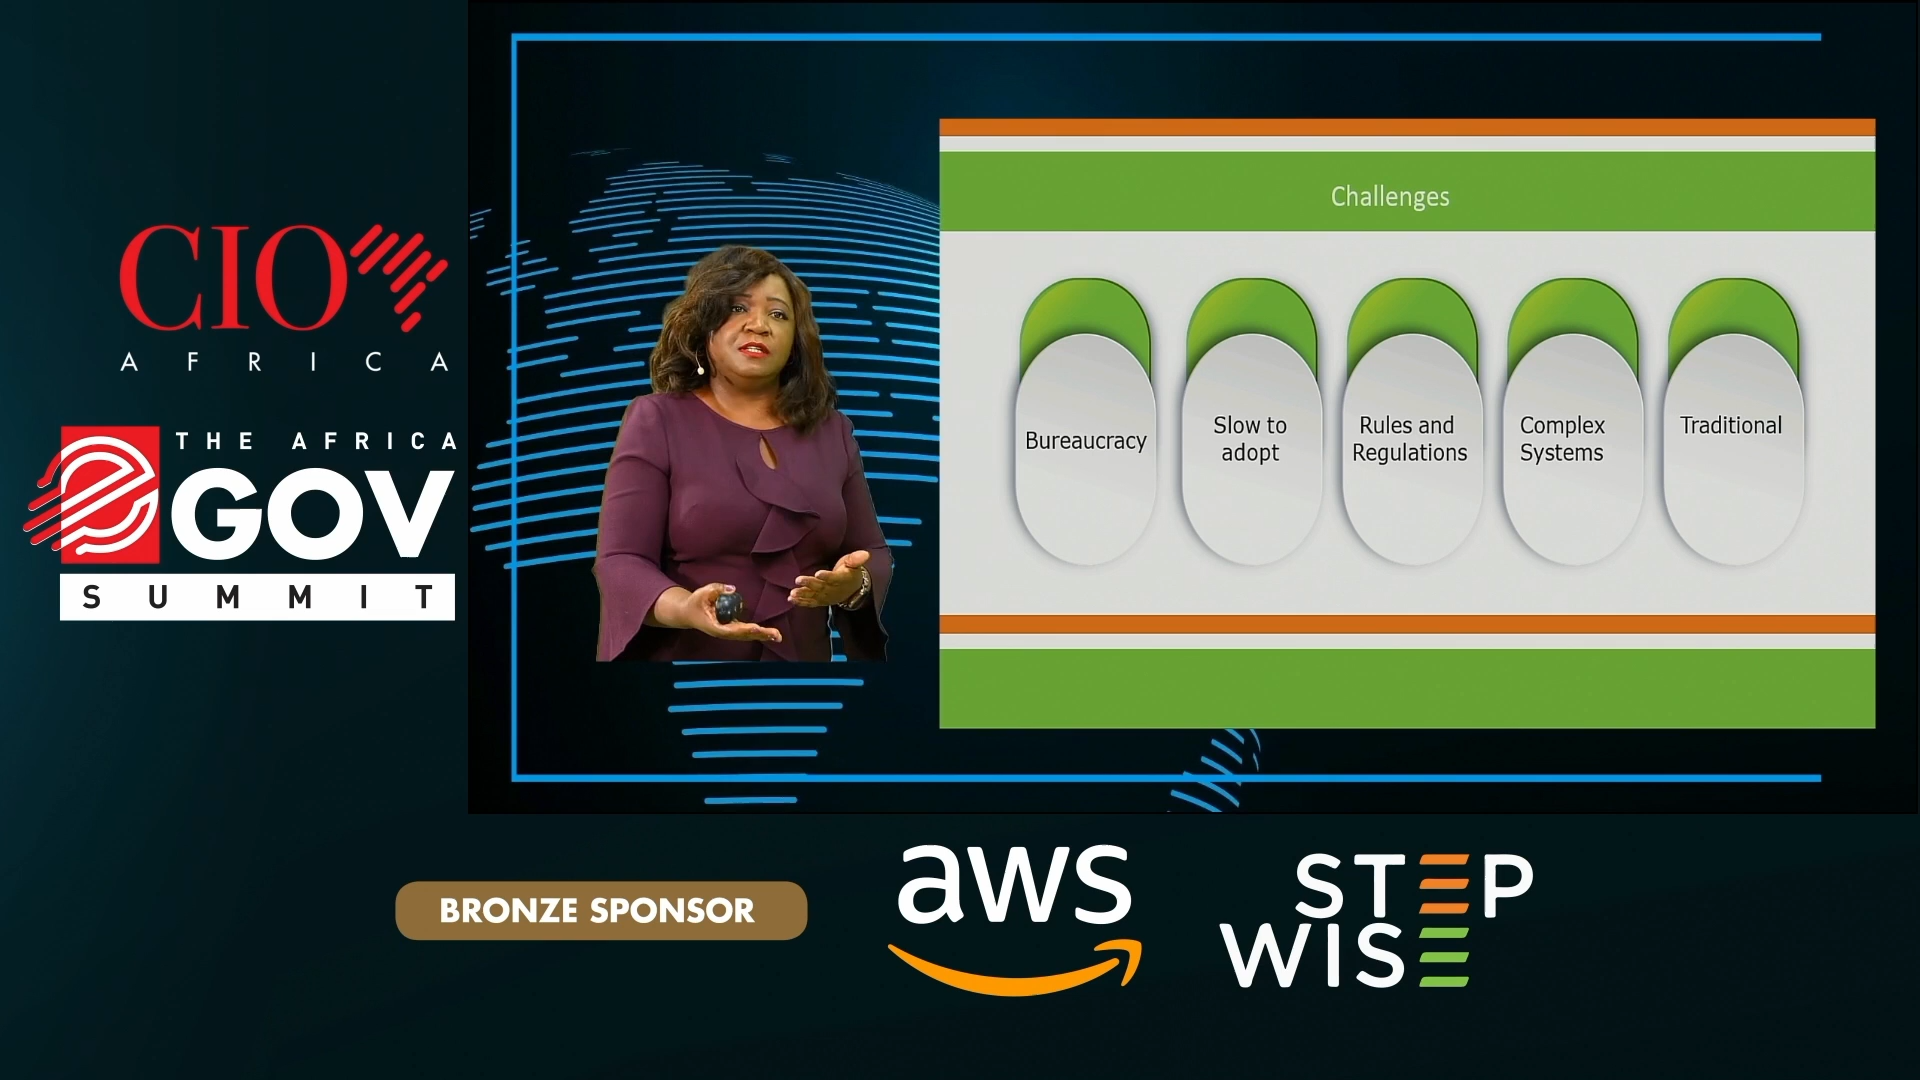 CIO
AFRICA
THE AFRICA
e GOV
SUMMIT
Challenges
Bureaucracy
Slow to
adopt
Rules and
Regulations
Complex
Systems
Traditional
BRONZE SPONSOR
aws
STEP
WISE